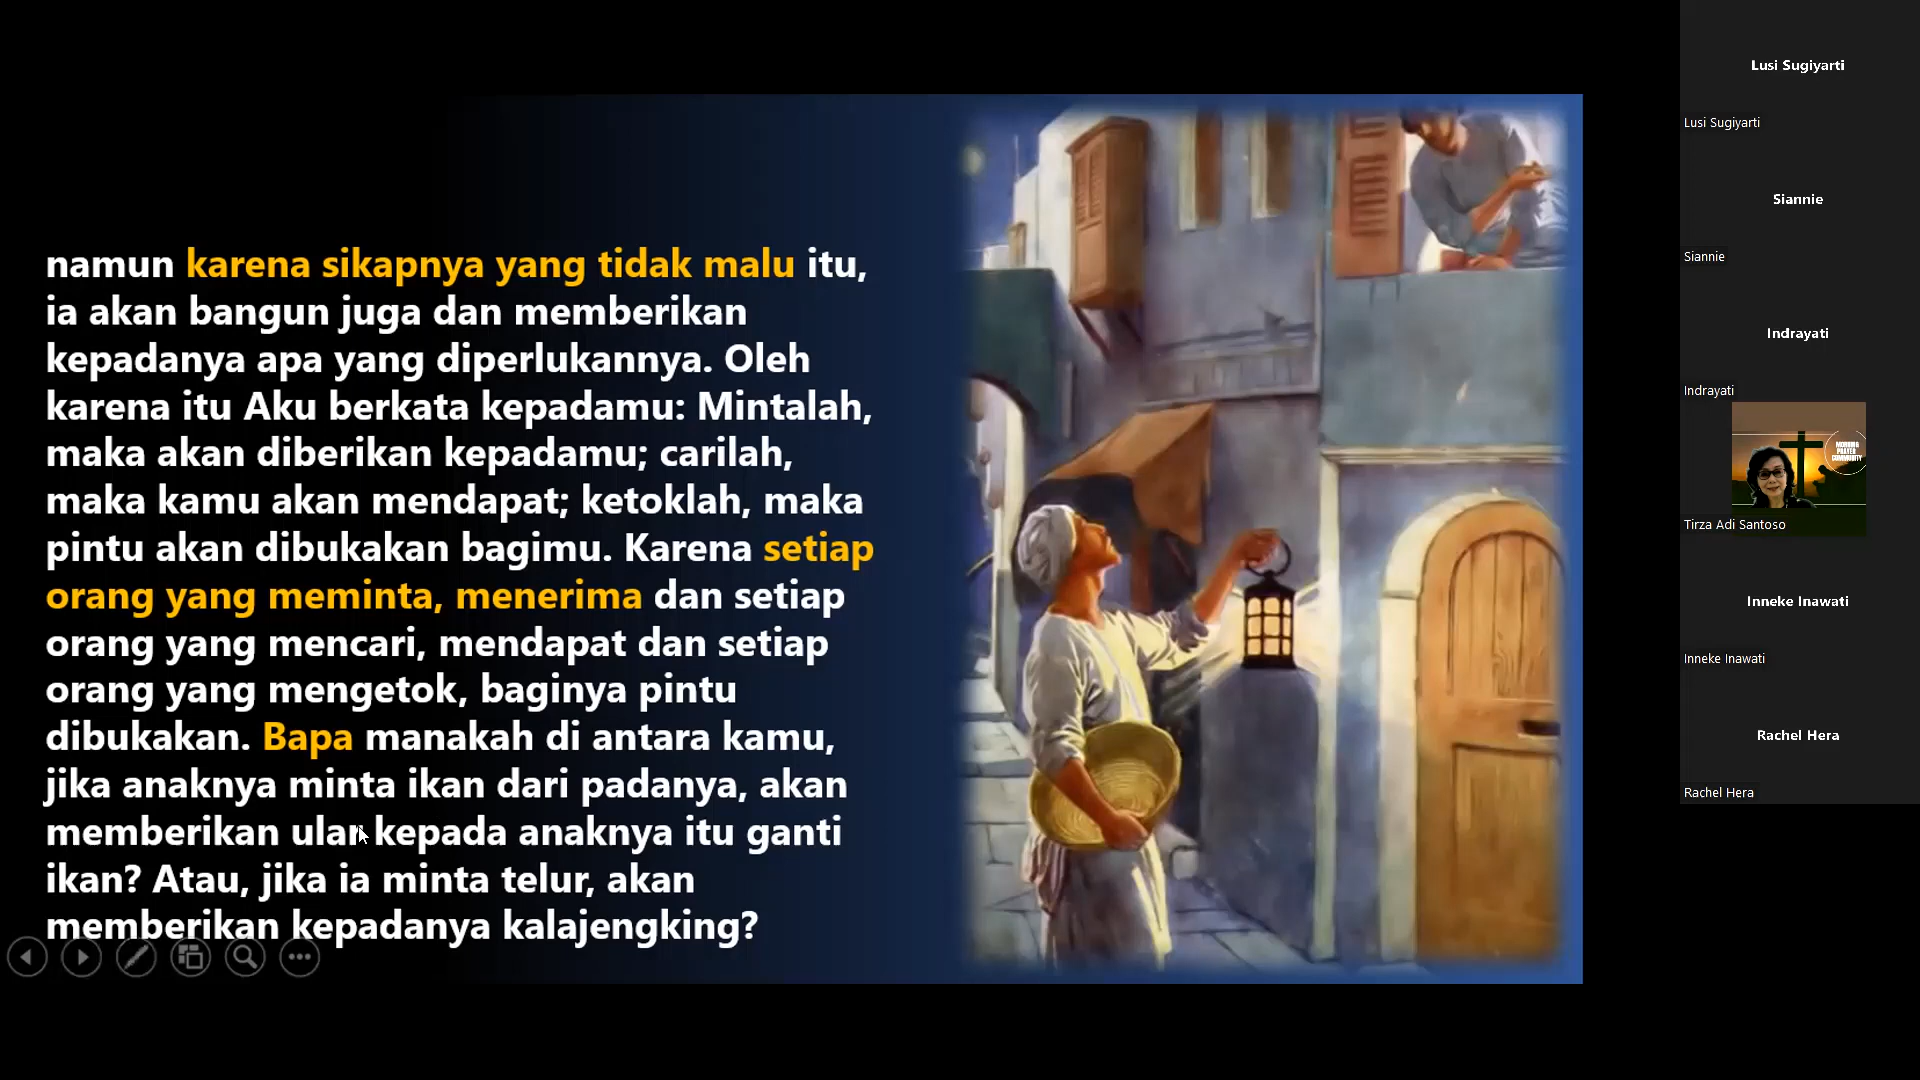 namun karena sikapnya yang tidak malu itu,
ia akan bangun juga dan memberikan
kepadanya apa yang diperlukannya. Oleh
karena itu Aku berkata kepadamu: Mintalah,
maka akan diberikan kepadamu; carilah,
maka kamu akan mendapat; ketoklah, maka
pintu akan dibukakan bagimu. Karena setiap
orang yang meminta, menerima dan setiap
orang yang mencari, mendapat dan setiap
orang yang mengetok, baginya pintu
dibukakan. Bapa manakah di antara kamu,
jika anaknya minta ikan dari padanya, akan
memberikan ular kepada anaknya itu ganti
ikan? Atau, jika ia minta telur, akan
memberikan kepadanya kalajengking?
Lusi Sugiyarti
Lusi Sugiyarti
Siannie
Siannie
Indrayati
Indrayati
MORNING
PRAYER
COMMUNITY
Tirza Adi Santoso
Inneke Inawati
Inneke Inawati
Rachel Hera
Rachel Hera